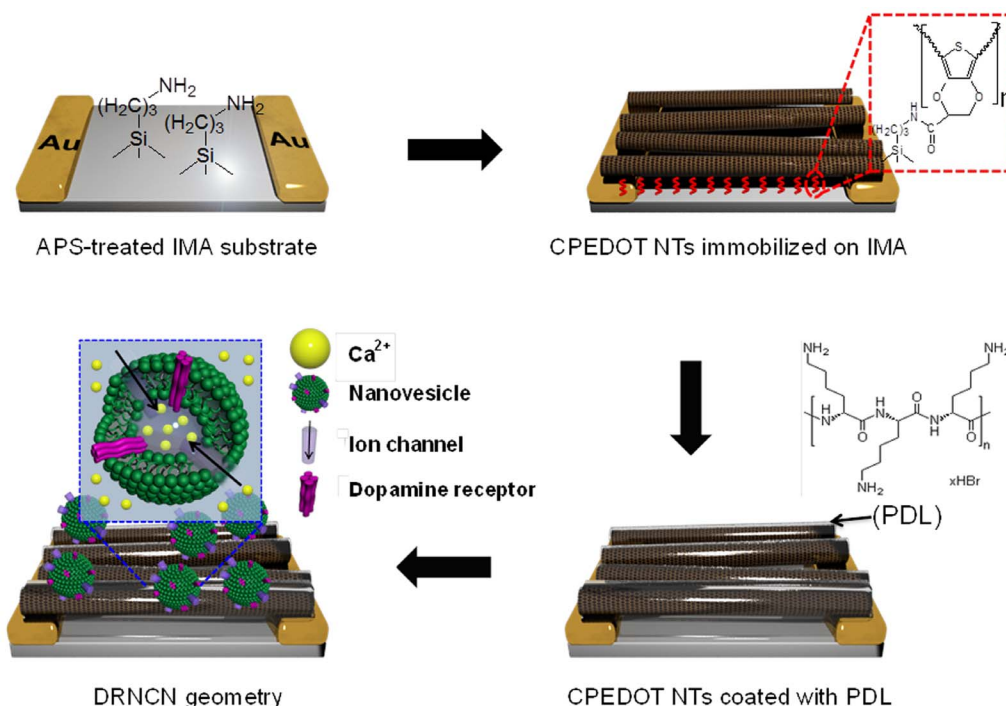 NH₂
(H₂C)₃
NH₂
(H₂C)₃
Si
Si
Au
Au
APS-treated IMA substrate
S
O
O
n
H
N
(H₂C)₃
O
Si
CPEDOT NTs immobilized on IMA
Ca²⁺
Nanovesicle
Ion channel
Dopamine receptor
NH₂
NH₂
H
N
O
H
N
O
N
H
O
n
NH₂
xHBr
(PDL)
DRNCN geometry
CPEDOT NTs coated with PDL